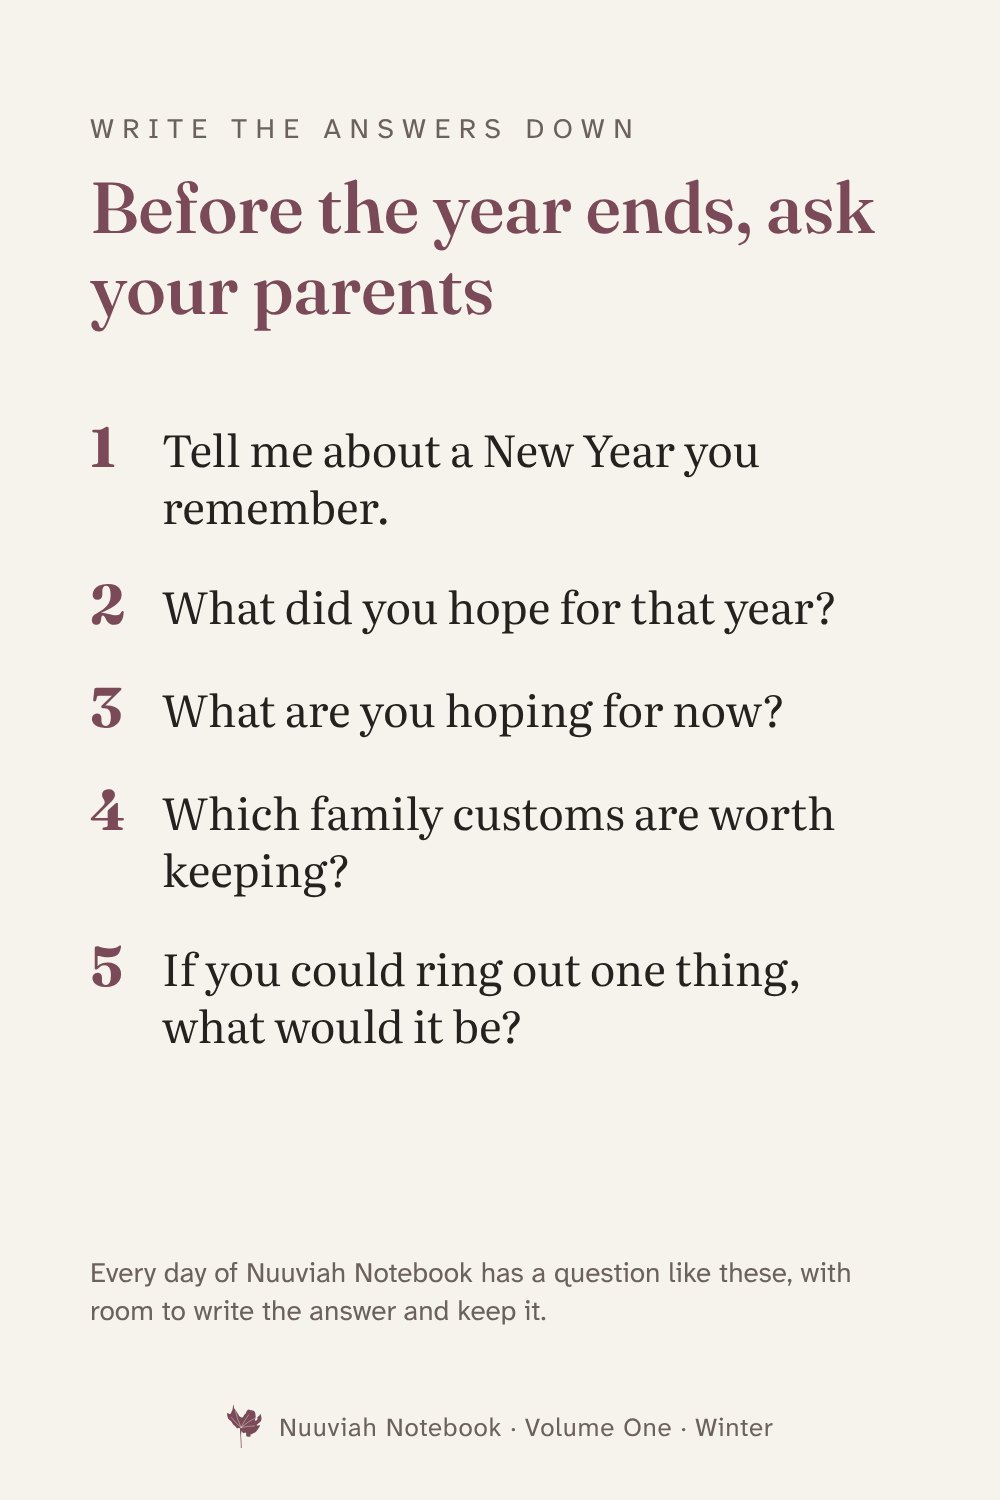 WRITE THE ANSWERS DOWN
Before the year ends, ask
your parents
1 Tell me about a New Year you
remember.
2 What did you hope for that year?
3 What are you hoping for now?
4 Which family customs are worth
keeping?
5 If you could ring out one thing,
what would it be?
Every day of Nuuviah Notebook has a question like these, with
room to write the answer and keep it.
Nuuviah Notebook · Volume One · Winter